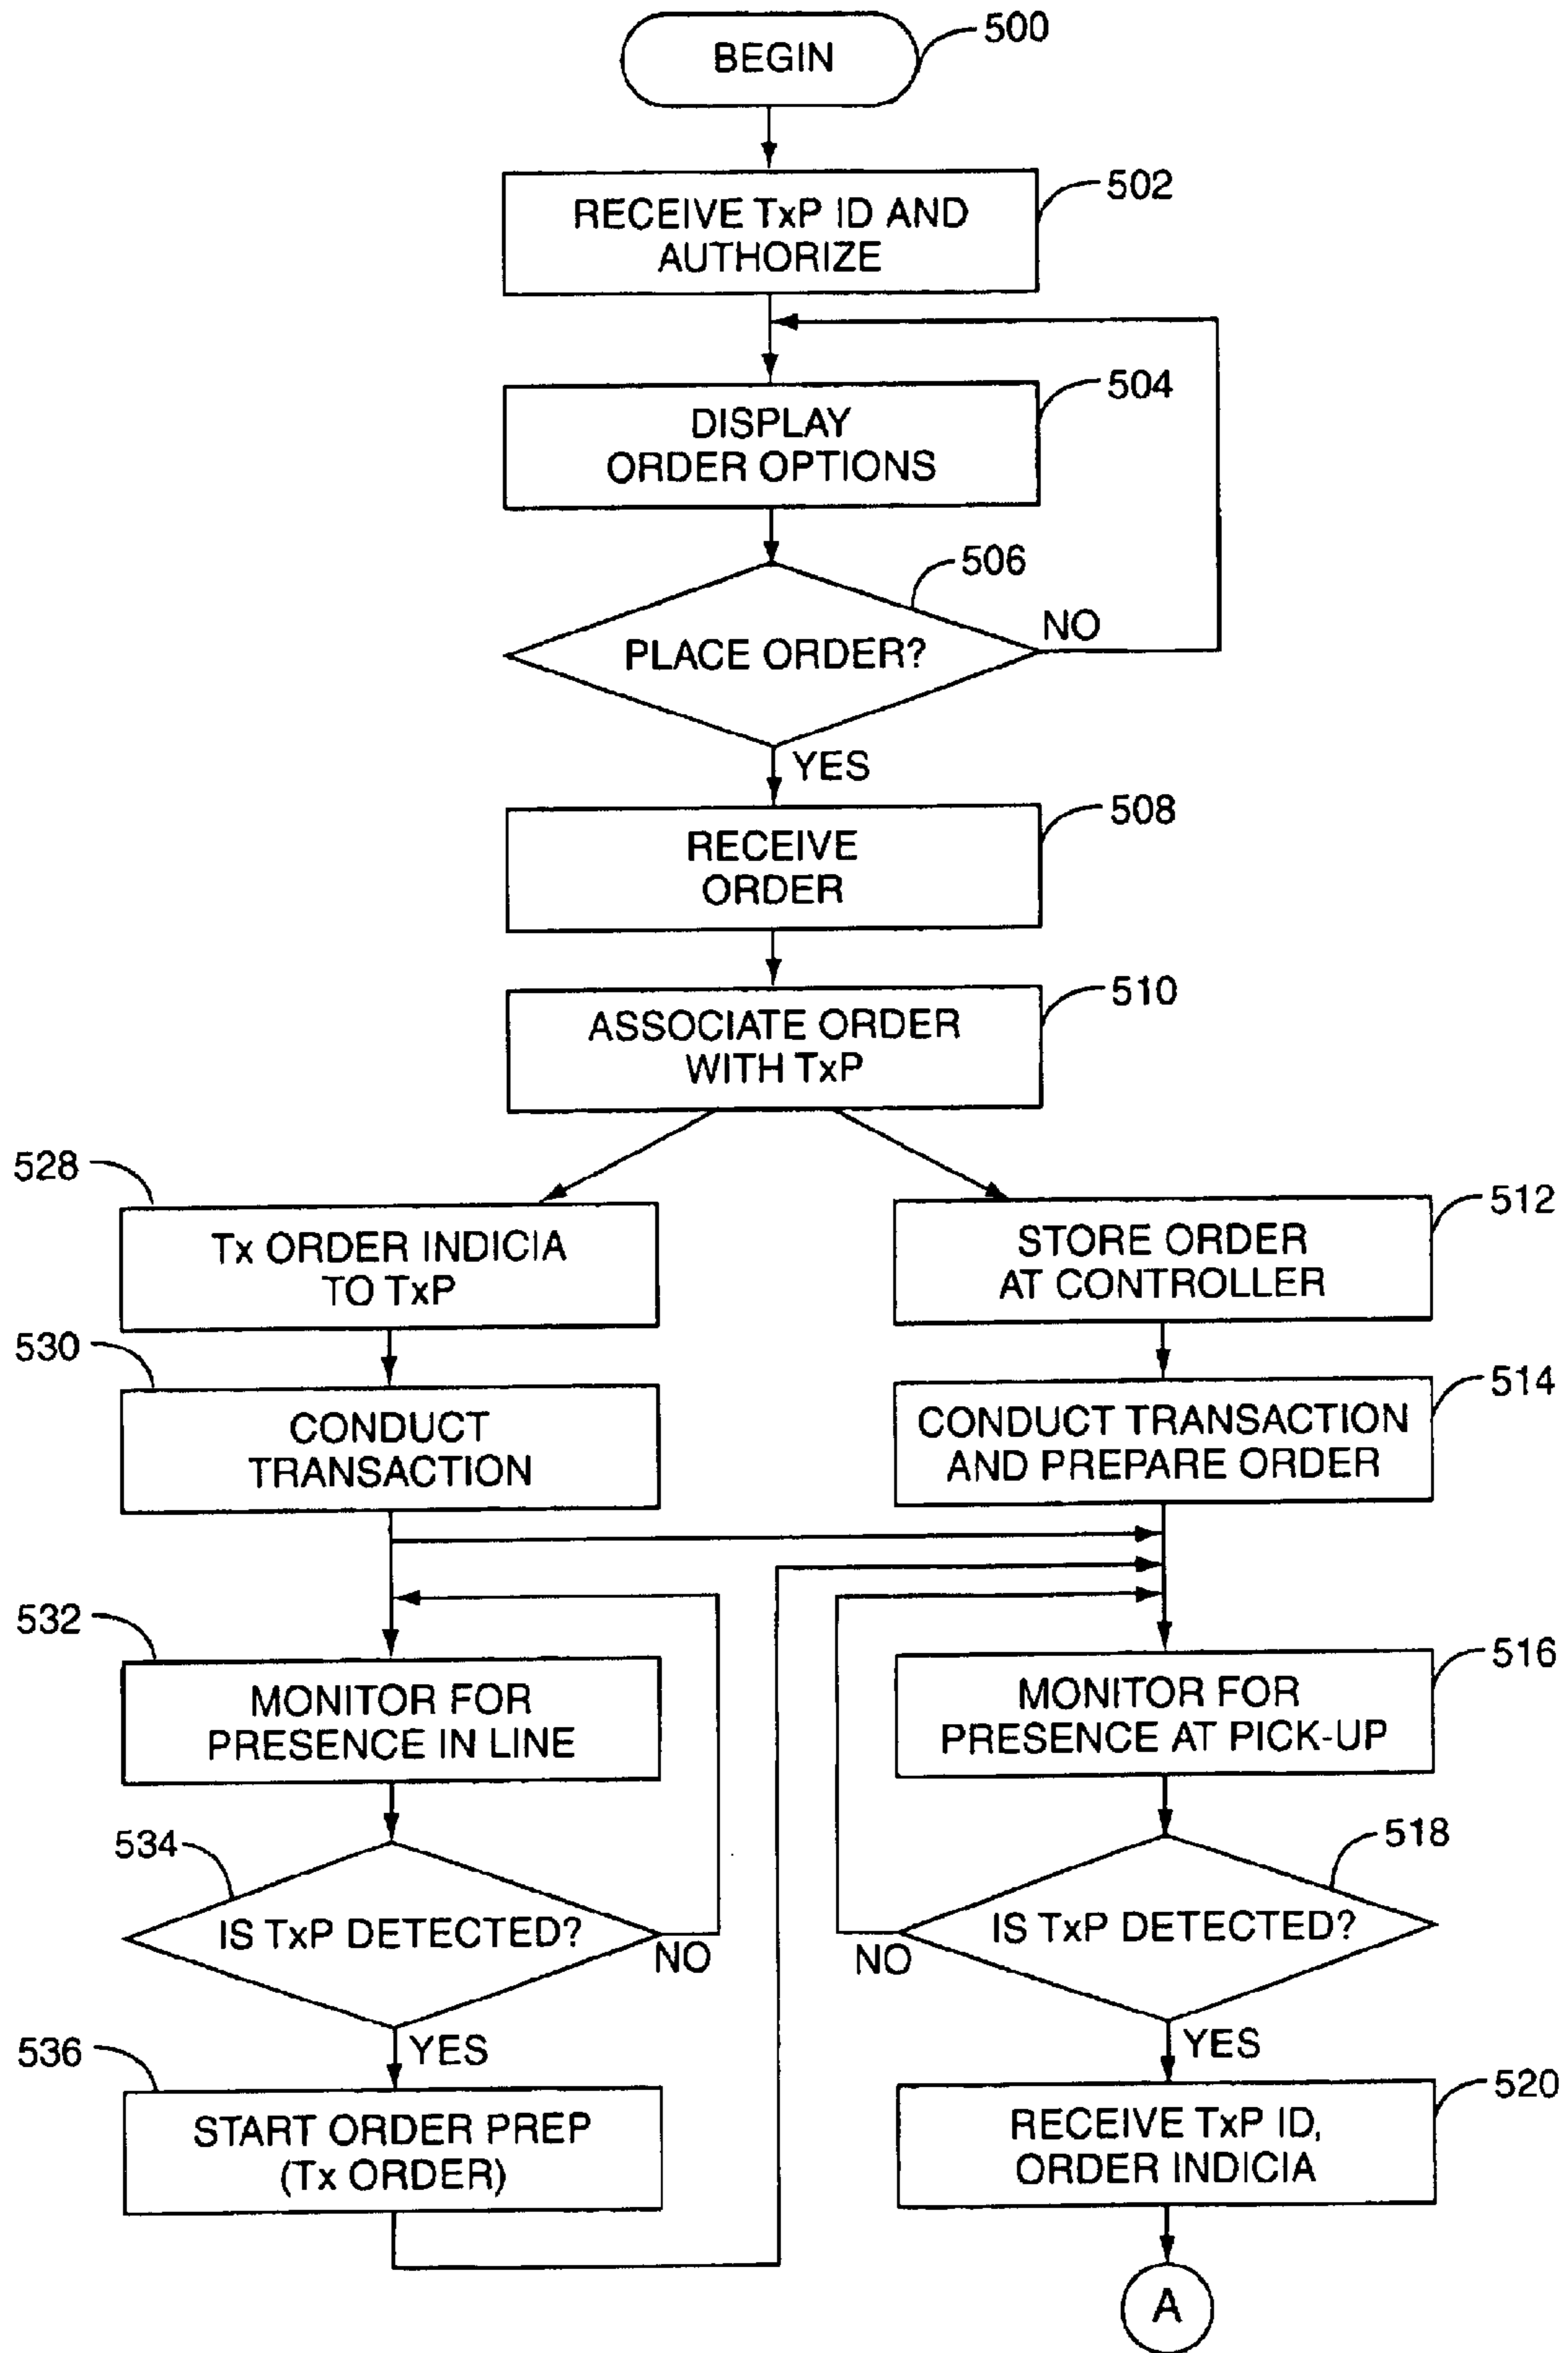 BEGIN
500
RECEIVE TxP ID AND
AUTHORIZE
502
DISPLAY
ORDER OPTIONS
504
PLACE ORDER?
506
NO
YES
RECEIVE
ORDER
508
ASSOCIATE ORDER
WITH TxP
510
528
Tx ORDER INDICIA
TO TxP
STORE ORDER
AT CONTROLLER
512
530
CONDUCT
TRANSACTION
CONDUCT TRANSACTION
AND PREPARE ORDER
514
532
MONITOR FOR
PRESENCE IN LINE
MONITOR FOR
PRESENCE AT PICK-UP
516
534
IS TxP DETECTED?
NO
YES
IS TxP DETECTED?
518
NO
YES
536
START ORDER PREP
(Tx ORDER)
RECEIVE TxP ID,
ORDER INDICIA
520
A